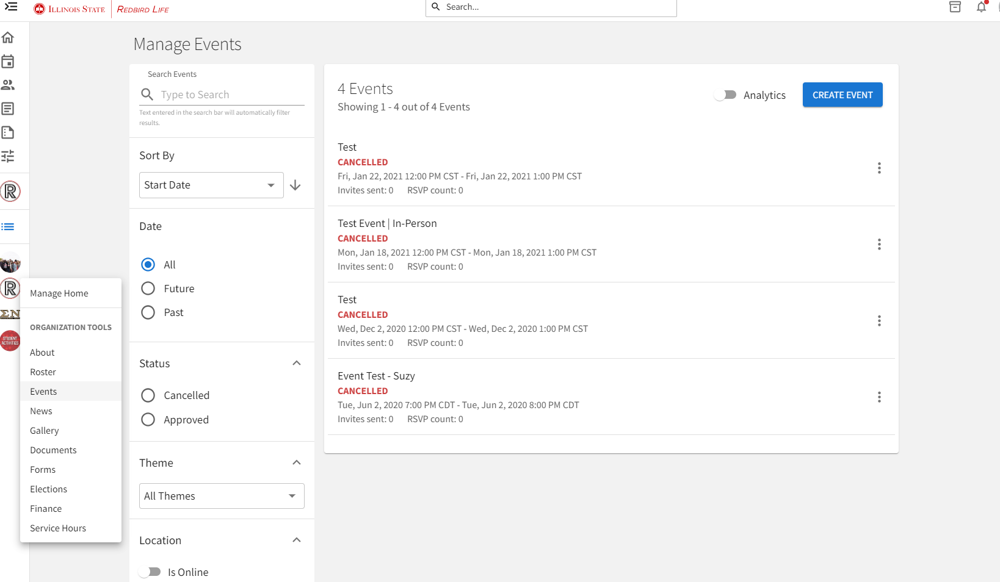 ILLINOIS STATE
REDBIRD LIFE
Search...
Manage Events
Search Events
Type to Search
Text entered in the search bar will automatically filter
results.
Sort By
Start Date
Date
All
Future
Past
Status
Cancelled
Approved
Theme
All Themes
Location
Is Online
4 Events
Showing 1 - 4 out of 4 Events
Analytics
CREATE EVENT
Test
CANCELLED
Fri, Jan 22, 2021 12:00 PM CST - Fri, Jan 22, 2021 1:00 PM CST
Invites sent: 0 RSVP count: 0
Test Event | In-Person
CANCELLED
Mon, Jan 18, 2021 12:00 PM CST - Mon, Jan 18, 2021 1:00 PM CST
Invites sent: 0 RSVP count: 0
Test
CANCELLED
Wed, Dec 2, 2020 12:00 PM CST - Wed, Dec 2, 2020 1:00 PM CST
Invites sent: 0 RSVP count: 0
Event Test - Suzy
CANCELLED
Tue, Jun 2, 2020 7:00 PM CDT - Tue, Jun 2, 2020 8:00 PM CDT
Invites sent: 0 RSVP count: 0
R
R
ΣN
STUDENT
ACTIVITIES
Manage Home
ORGANIZATION TOOLS
About
Roster
Events
News
Gallery
Documents
Forms
Elections
Finance
Service Hours